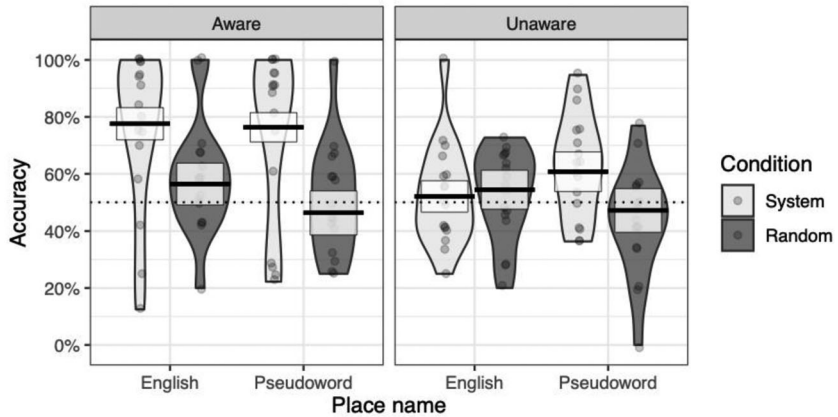 Aware
Unaware
100%
80%
60%
40%
20%
0%
Accuracy
English
Pseudoword
English
Pseudoword
Place name
Condition
System
Random